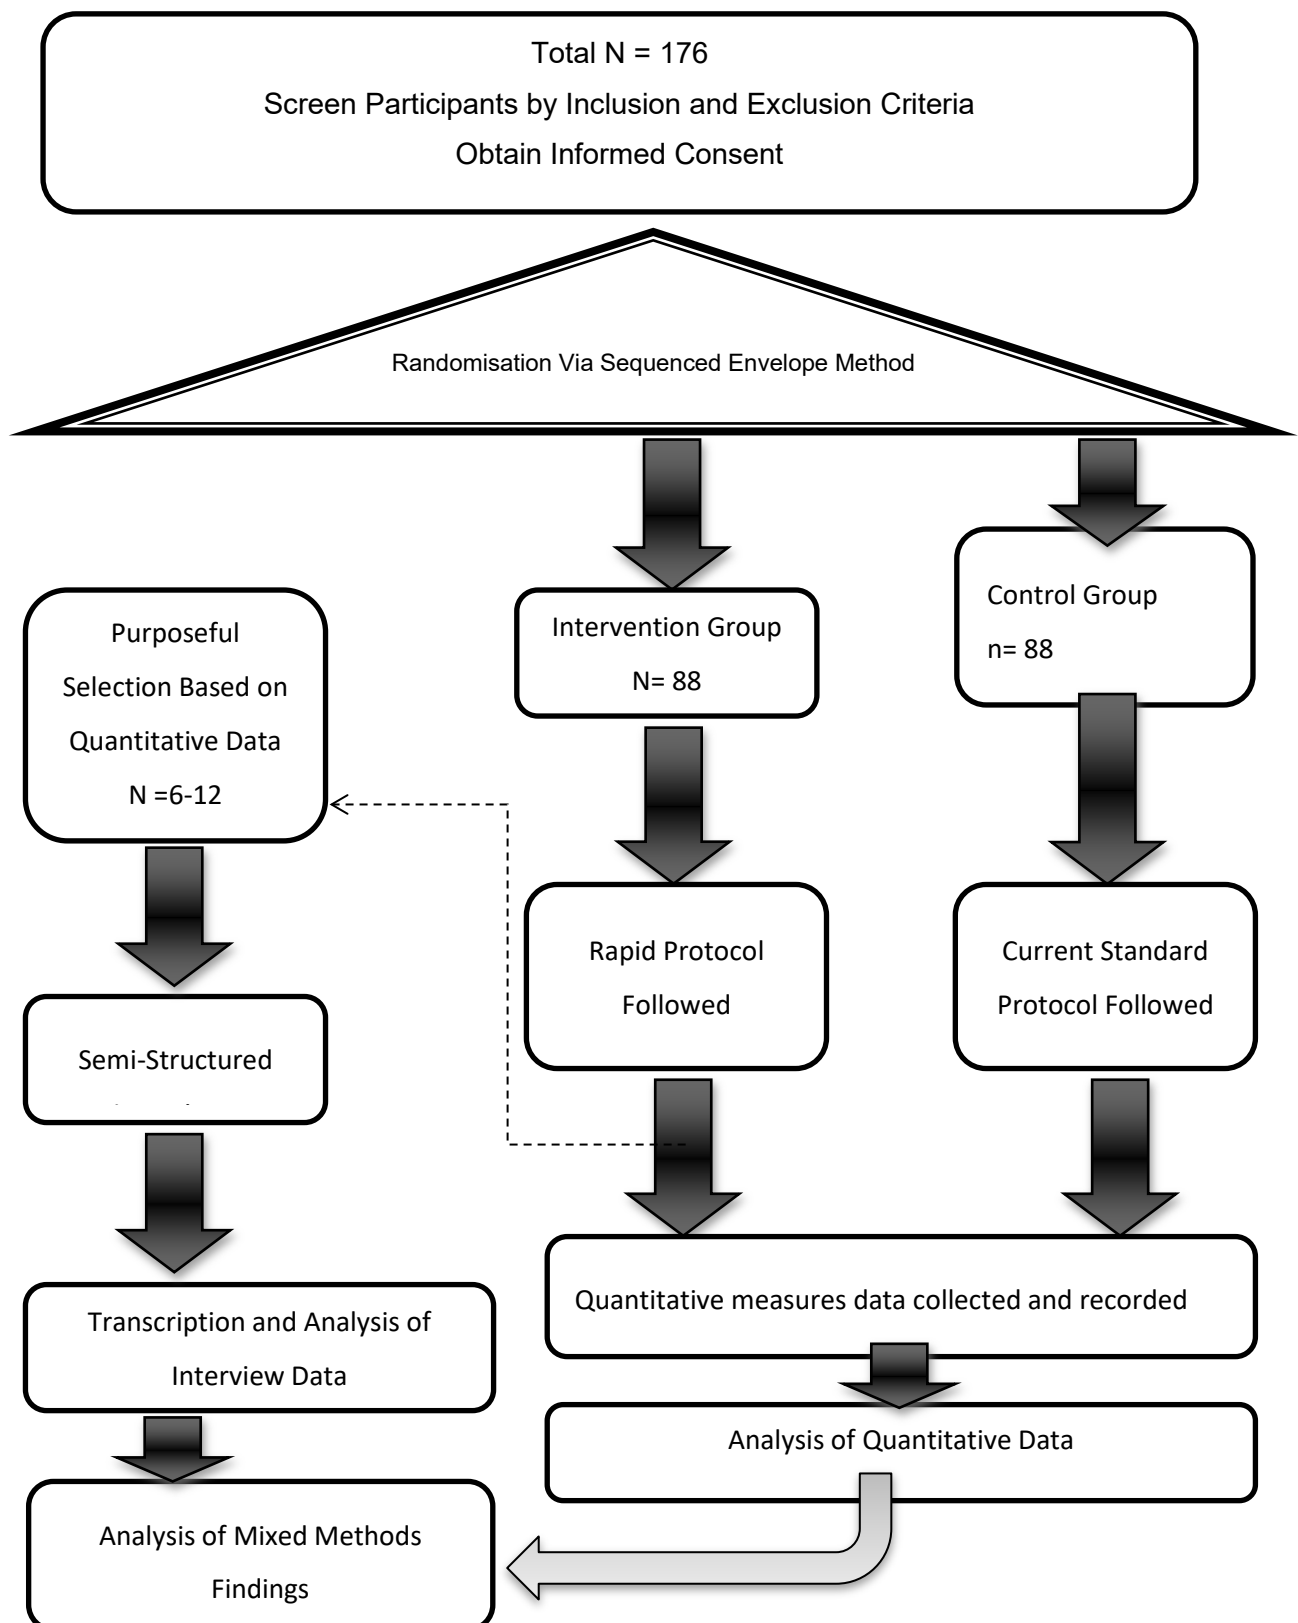 Total N = 176
Screen Participants by Inclusion and Exclusion Criteria
Obtain Informed Consent
Randomisation Via Sequenced Envelope Method
Purposeful
Selection Based on
Quantitative Data
N =6-12
Intervention Group
N= 88
Control Group
n= 88
Rapid Protocol
Followed
Current Standard
Protocol Followed
Semi-Structured
Quantitative measures data collected and recorded
Transcription and Analysis of
Interview Data
Analysis of Quantitative Data
Analysis of Mixed Methods
Findings